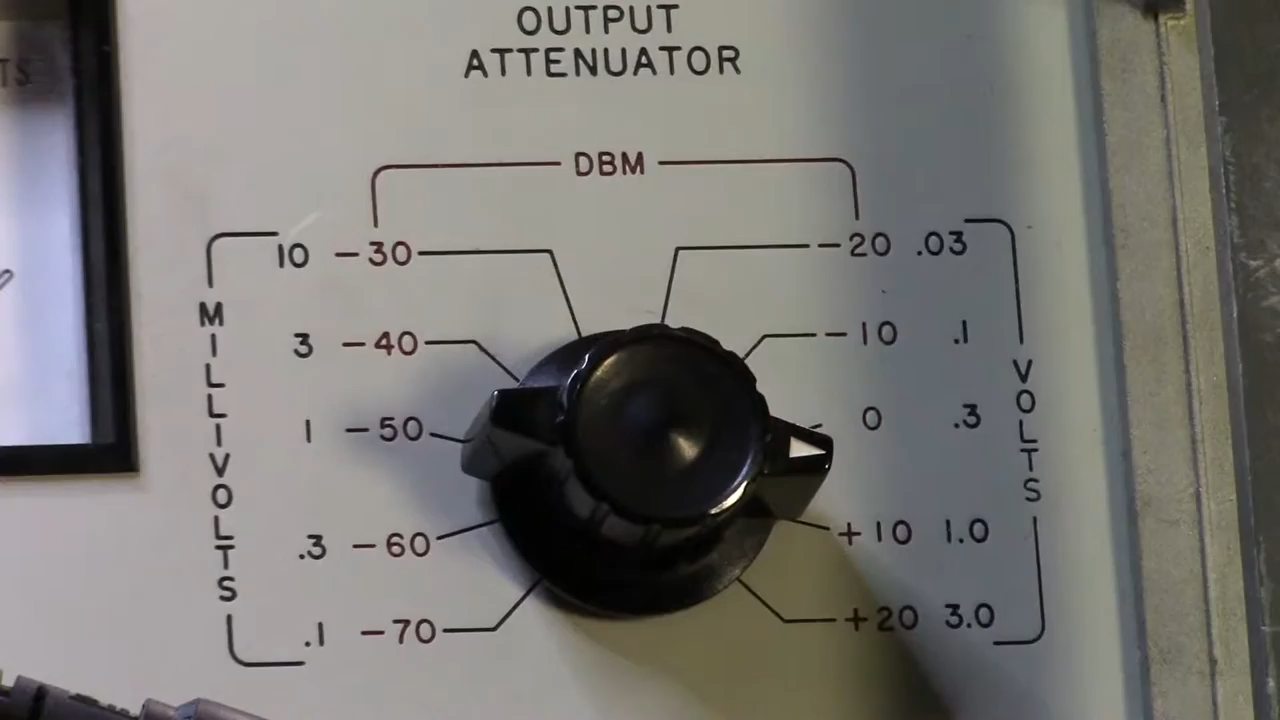 OUTPUT
ATTENUATOR
TS
DBM
10 -30
-20 .03
3 -40
-10 .1
1 -50
0 .3
.3 -60
+10 1.0
.1 -70
+20 3.0
MILLIVOLTS
VOLTS